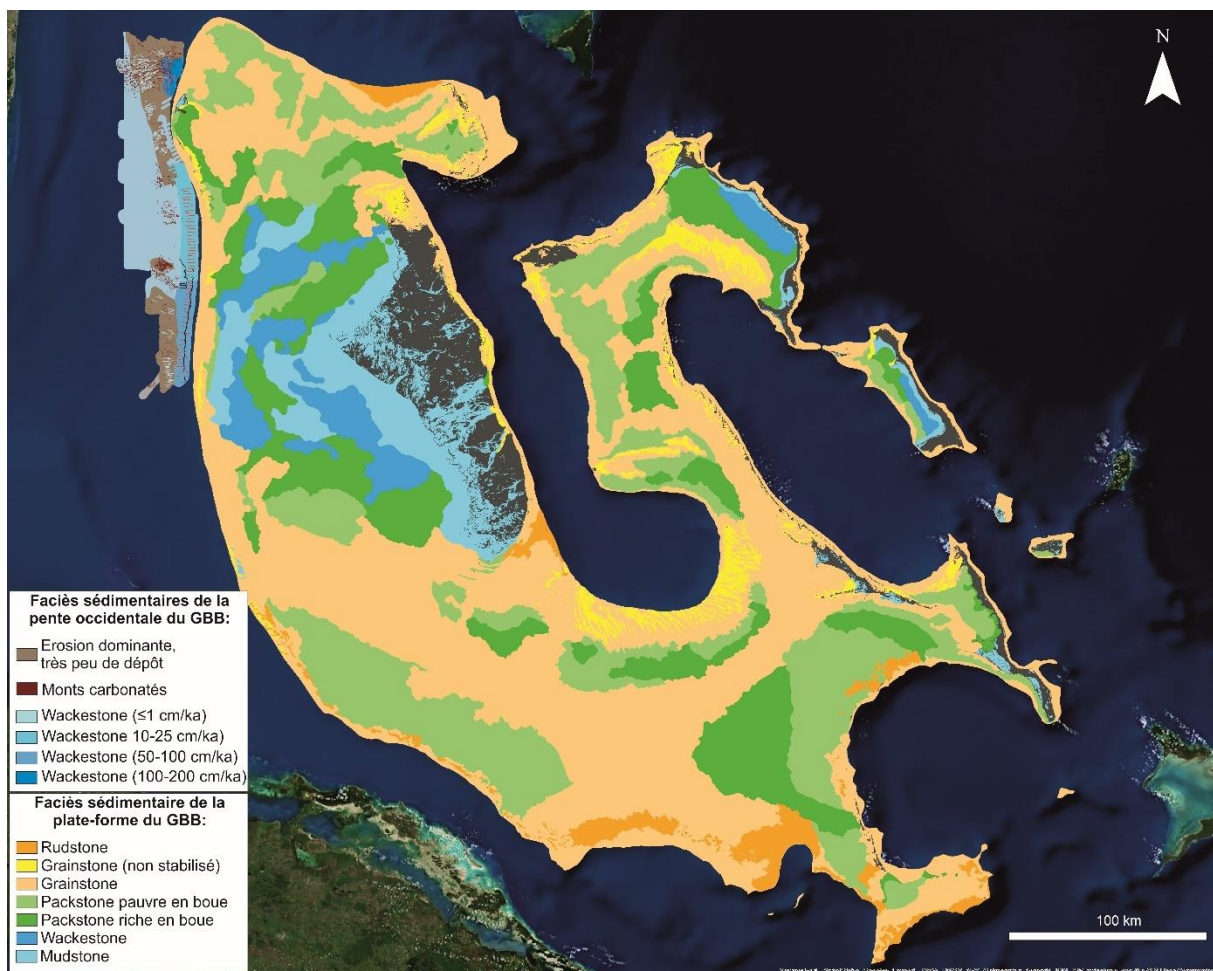 N
Faciès sédimentaires de la
pente occidentale du GBB:
Erosion dominante,
très peu de dépôt
Monts carbonatés
Wackestone (≤1 cm/ka)
Wackestone 10-25 cm/ka)
Wackestone (50-100 cm/ka)
Wackestone (100-200 cm/ka)
Faciès sédimentaire de la
plate-forme du GBB:
Rudstone
Grainstone (non stabilisé)
Grainstone
Packstone pauvre en boue
Packstone riche en boue
Wackestone
Mudstone
100 km